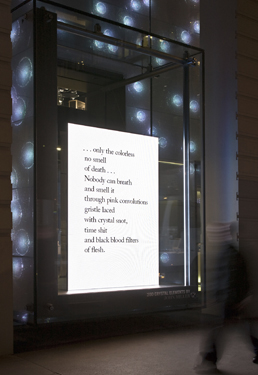 . . . only the colorless
no smell
of death . . .
Nobody can breath
and smell it
through pink convolutions
gristle laced
with crystal snot,
time shit
and black blood filters
of flesh.